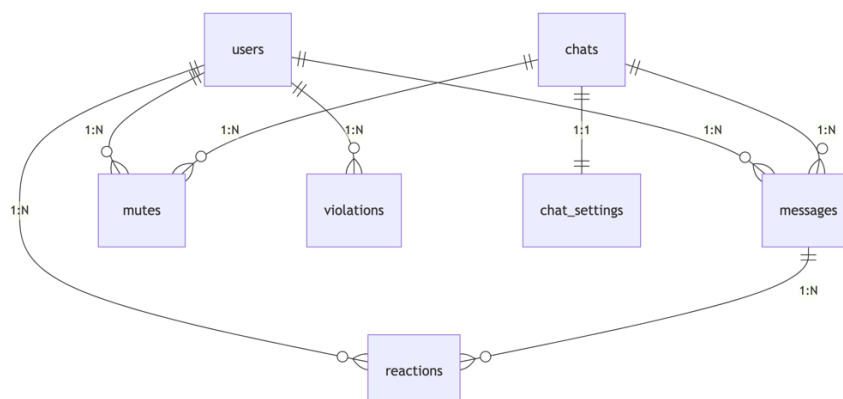 users
chats
1:N
1:N
1:N
1:1
1:N
1:N
mutes
violations
chat_settings
messages
1:N
1:N
reactions